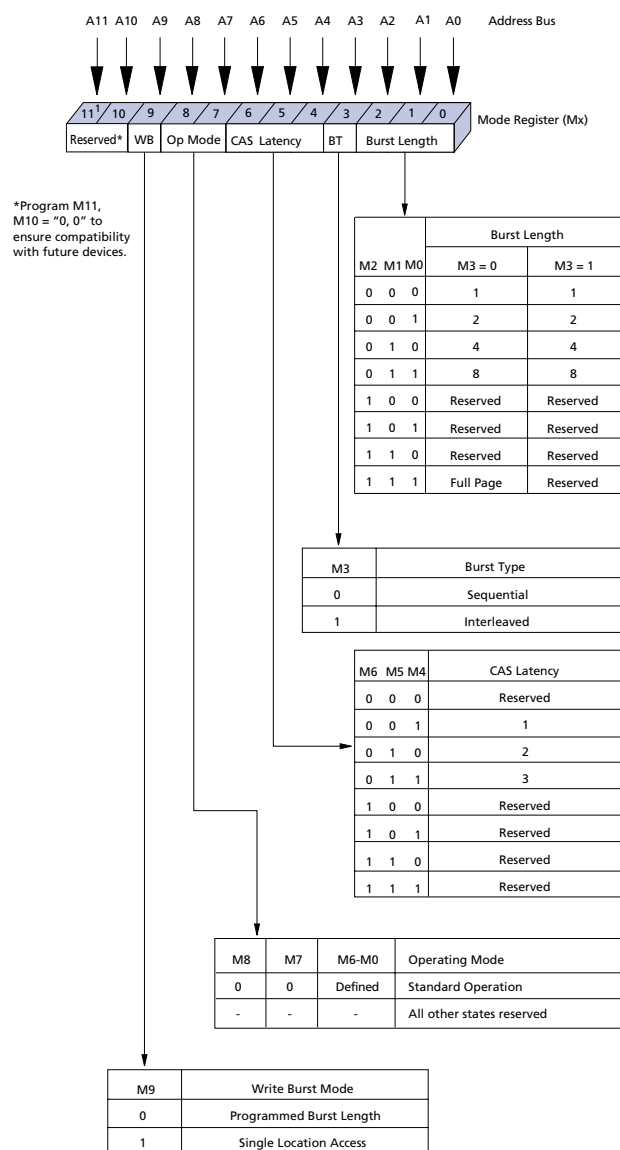 A11 A10 A9 A8 A7 A6 A5 A4 A3 A2 A1 A0 Address Bus
11¹ 10 9 8 7 6 5 4 3 2 1 0
Mode Register (Mx)
Reserved* WB Op Mode CAS Latency BT Burst Length
*Program M11,
M10 = “0, 0” to
ensure compatibility
with future devices.
Burst Length
M2 M1 M0 M3 = 0 M3 = 1
0 0 0 1 1
0 0 1 2 2
0 1 0 4 4
0 1 1 8 8
1 0 0 Reserved Reserved
1 0 1 Reserved Reserved
1 1 0 Reserved Reserved
1 1 1 Full Page Reserved
M3 Burst Type
0 Sequential
1 Interleaved
M6 M5 M4 CAS Latency
0 0 0 Reserved
0 0 1 1
0 1 0 2
0 1 1 3
1 0 0 Reserved
1 0 1 Reserved
1 1 0 Reserved
1 1 1 Reserved
M8 M7 M6-M0 Operating Mode
0 0 Defined Standard Operation
- - - All other states reserved
M9 Write Burst Mode
0 Programmed Burst Length
1 Single Location Access